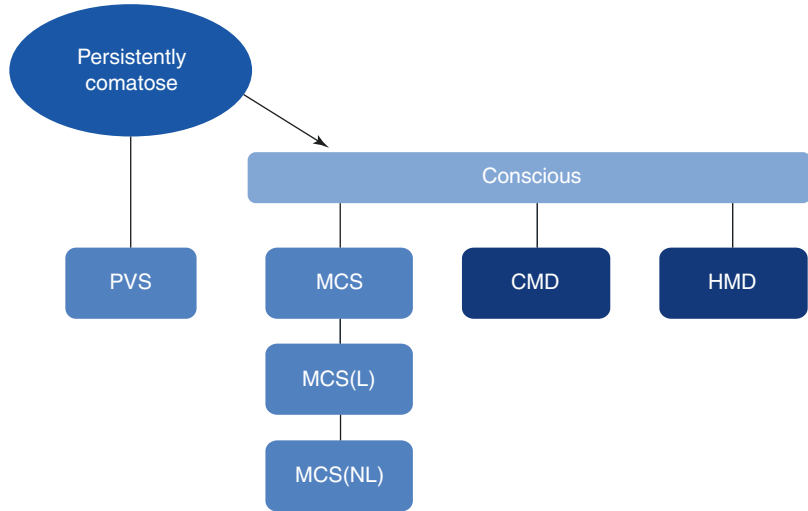 Persistently
comatose
Conscious
PVS
MCS
CMD
HMD
MCS(L)
MCS(NL)